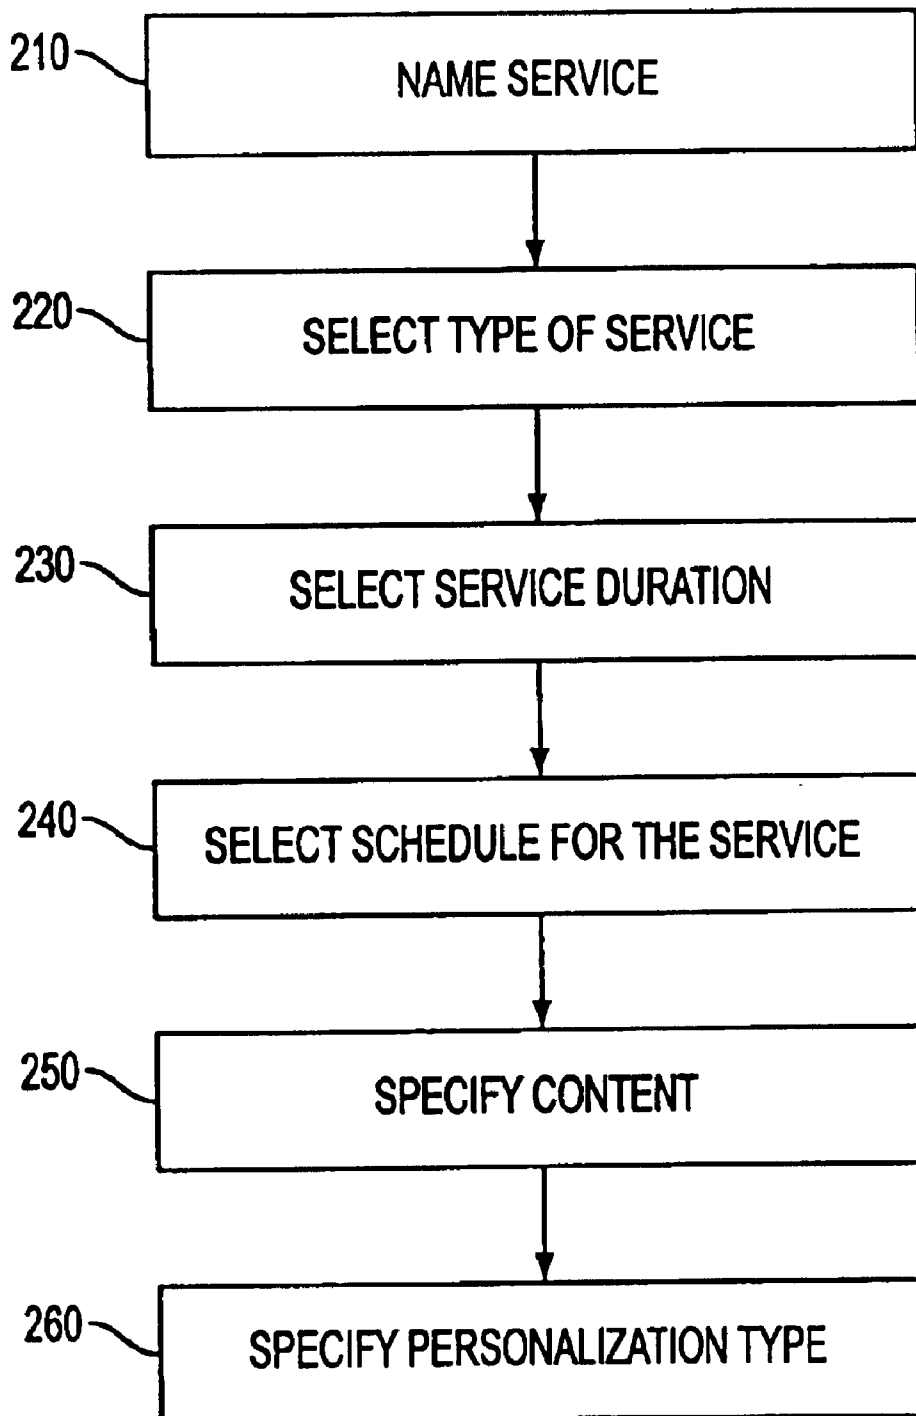 210
NAME SERVICE
220
SELECT TYPE OF SERVICE
230
SELECT SERVICE DURATION
240
SELECT SCHEDULE FOR THE SERVICE
250
SPECIFY CONTENT
260
SPECIFY PERSONALIZATION TYPE